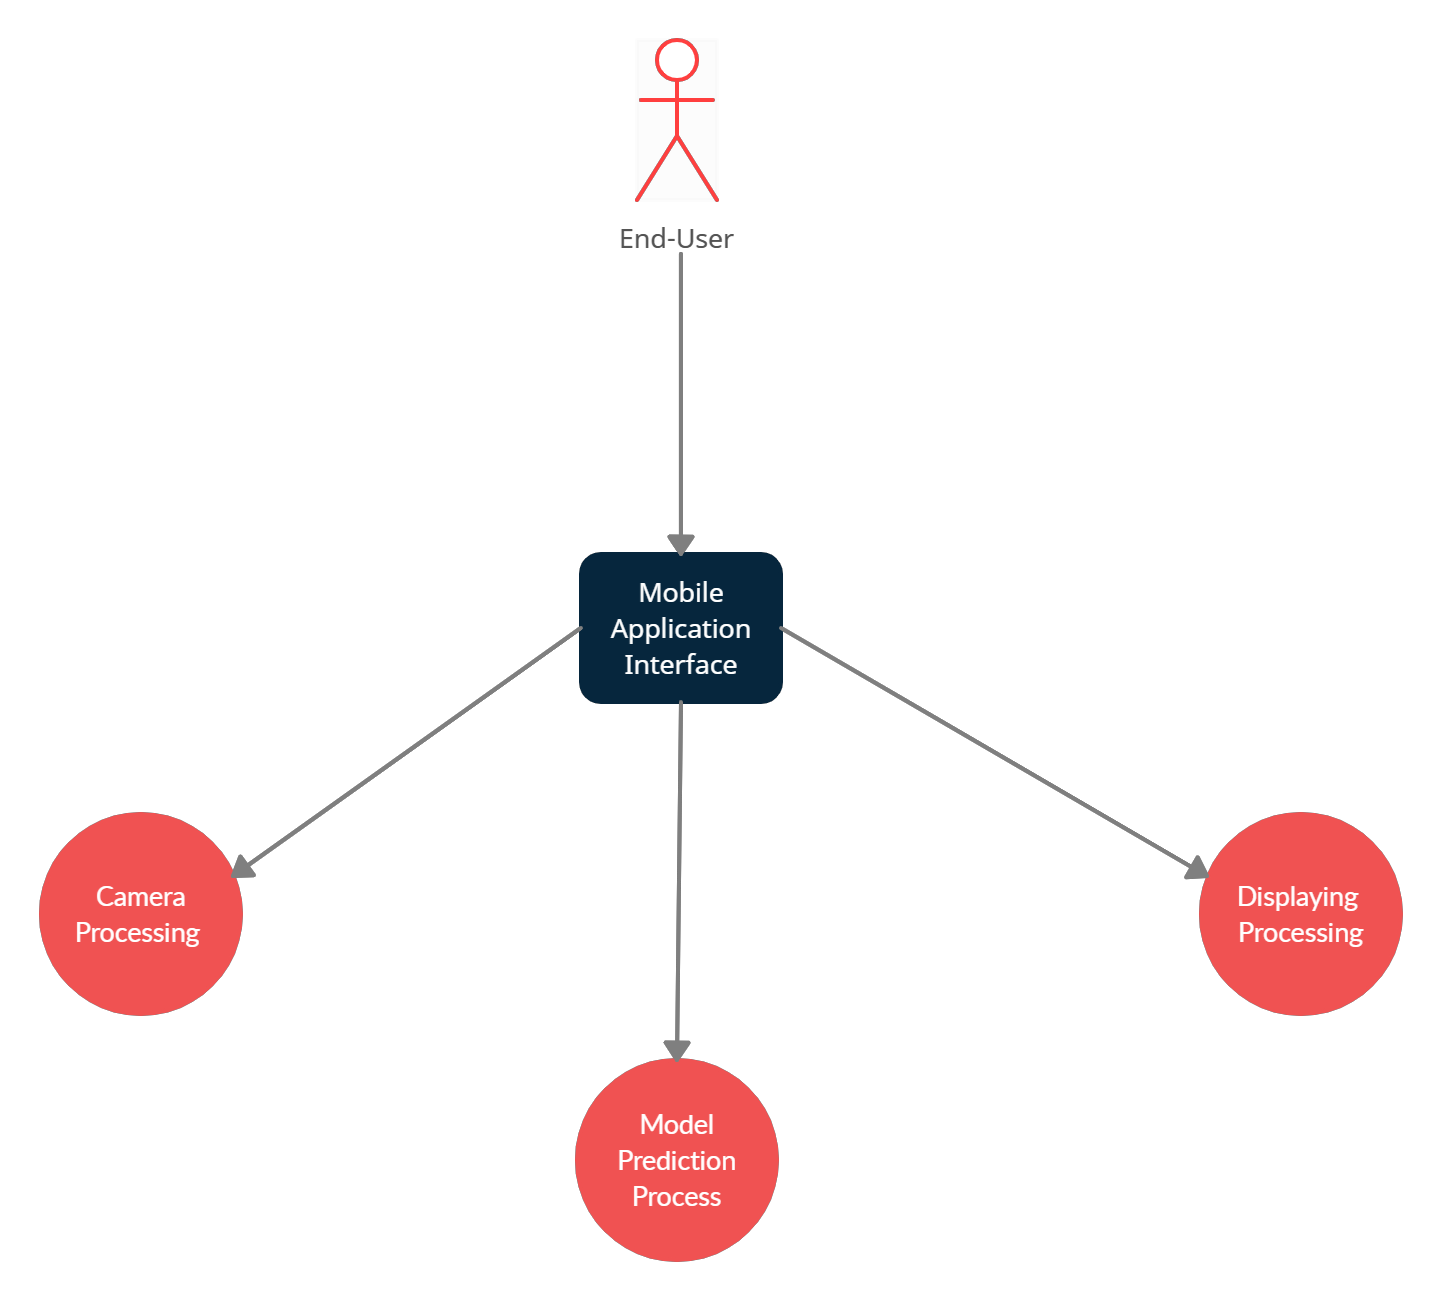 End-User
Mobile
Application
Interface
Camera
Processing
Displaying
Processing
Model
Prediction
Process